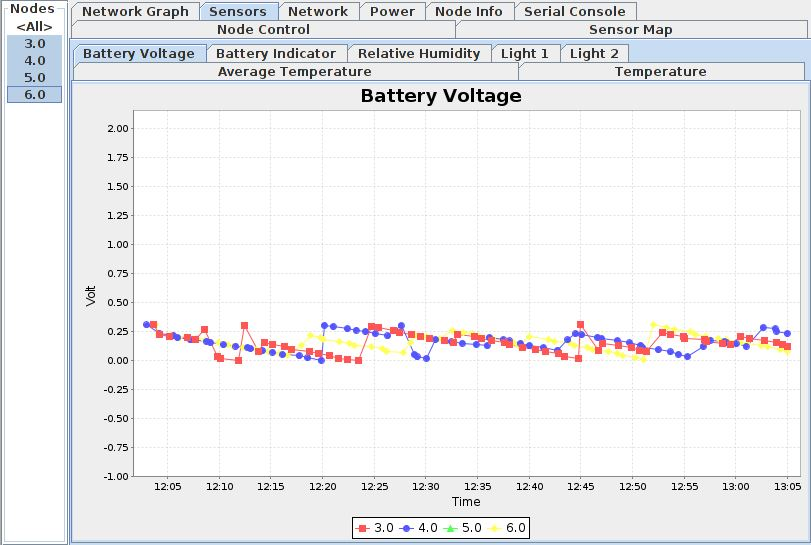 Nodes
<All>
3.0
4.0
5.0
6.0
Network Graph Sensors Network Power Node Info Serial Console
Node Control Sensor Map
Battery Voltage Battery Indicator Relative Humidity Light 1 Light 2
Average Temperature Temperature
Battery Voltage
2.00
1.75
1.50
1.25
1.00
0.75
0.50
0.25
0.00
-0.25
-0.50
-0.75
-1.00
Volt
12:05 12:10 12:15 12:20 12:25 12:30 12:35 12:40 12:45 12:50 12:55 13:00 13:05
Time
3.0 4.0 5.0 6.0